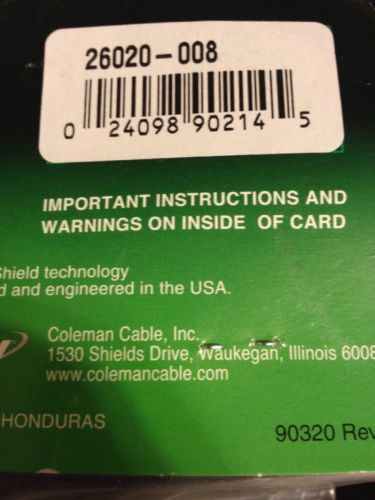 26020-008
0 24098 90214 5
IMPORTANT INSTRUCTIONS AND
WARNINGS ON INSIDE OF CARD
Shield technology
d and engineered in the USA.
Coleman Cable, Inc.
1530 Shields Drive, Waukegan, Illinois 6008
www.colemancable.com
HONDURAS
90320 Rev